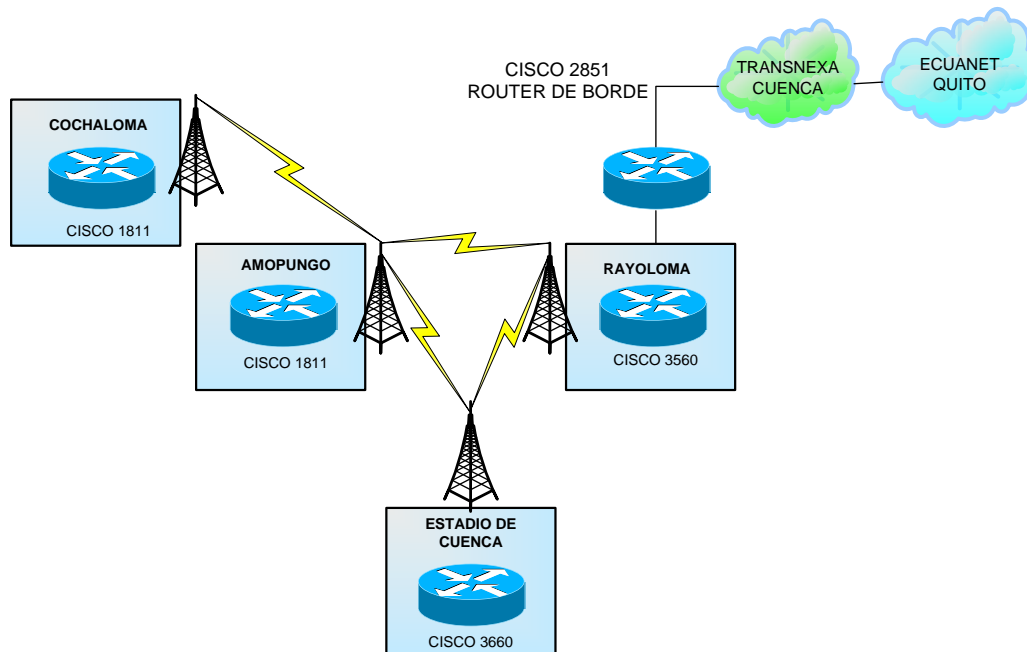 CISCO 2851
ROUTER DE BORDE
TRANSNEXA
CUENCA
ECUANET
QUITO
COCHALOMA
CISCO 1811
AMOPUNGO
CISCO 1811
RAYOLOMA
CISCO 3560
ESTADIO DE
CUENCA
CISCO 3660